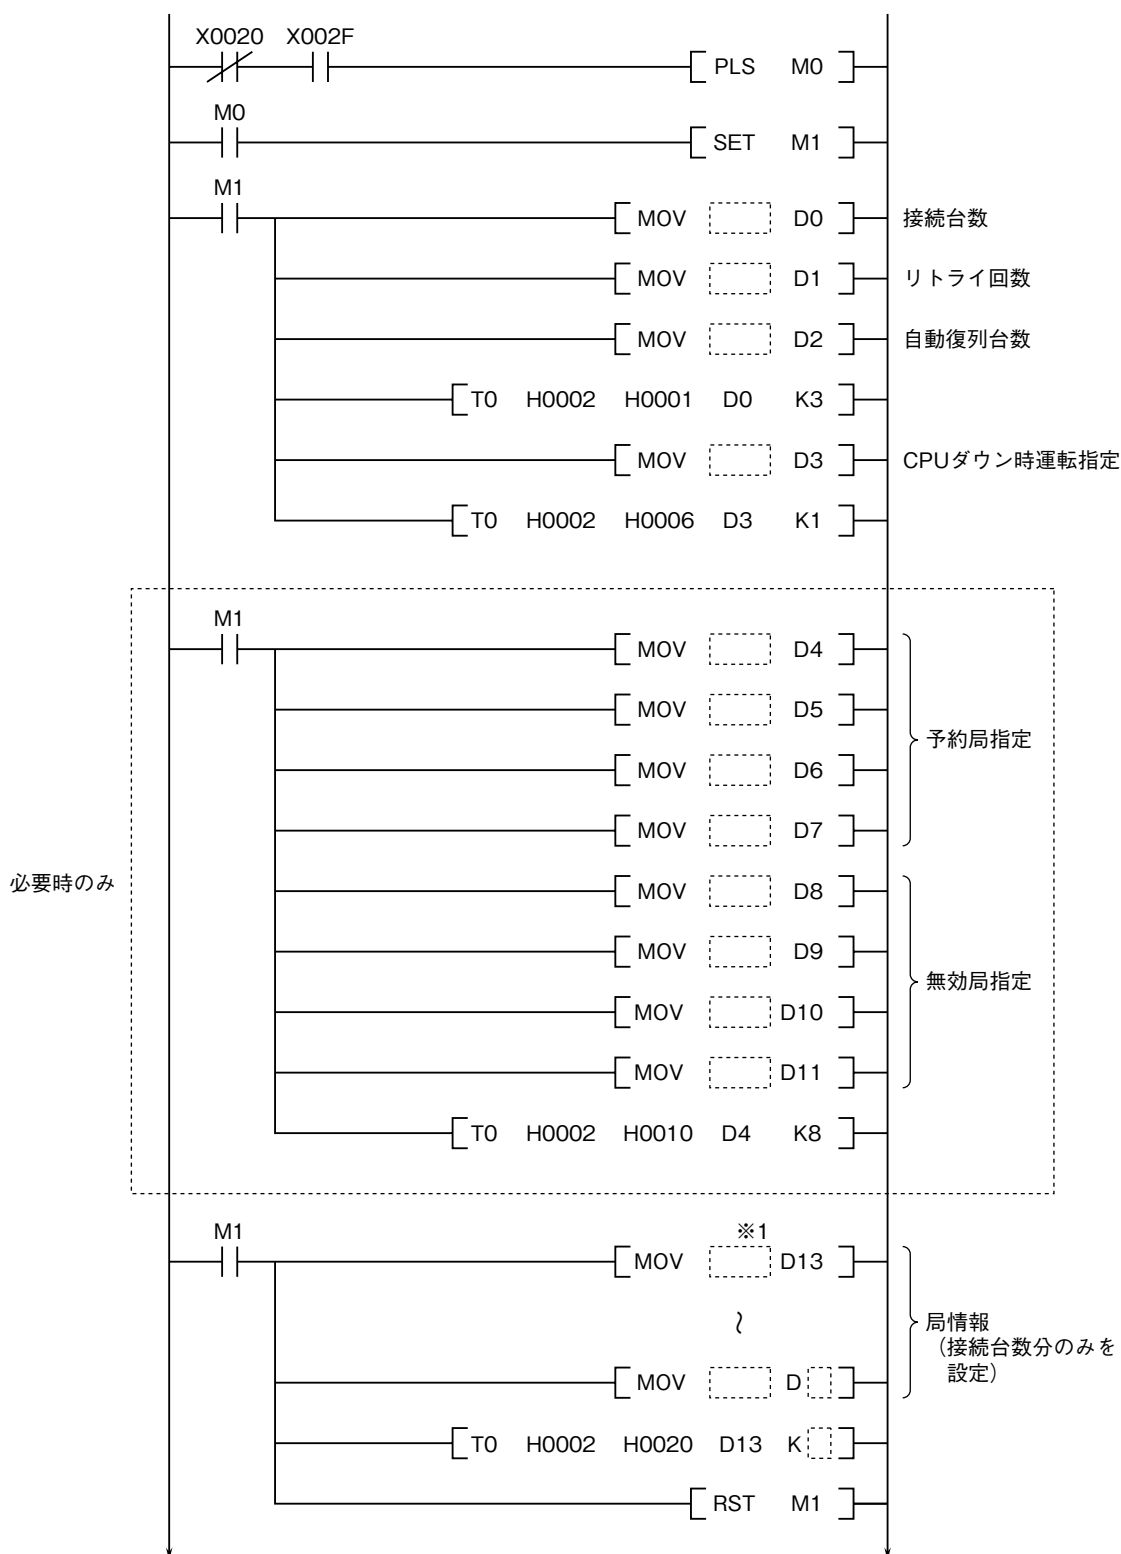 X0020 X002F
PLS M0
M0
SET M1
M1
MOV D0 接続台数
MOV D1 リトライ回数
MOV D2 自動復列台数
T0 H0002 H0001 D0 K3
MOV D3 CPUダウン時運転指定
T0 H0002 H0006 D3 K1
M1
MOV D4
MOV D5
予約局指定
MOV D6
MOV D7
必要時のみ
MOV D8
MOV D9
無効局指定
MOV D10
MOV D11
T0 H0002 H0010 D4 K8
M1
※1
MOV D13
〜
局情報
（接続台数分のみを
設定）
MOV D
T0 H0002 H0020 D13 K
RST M1